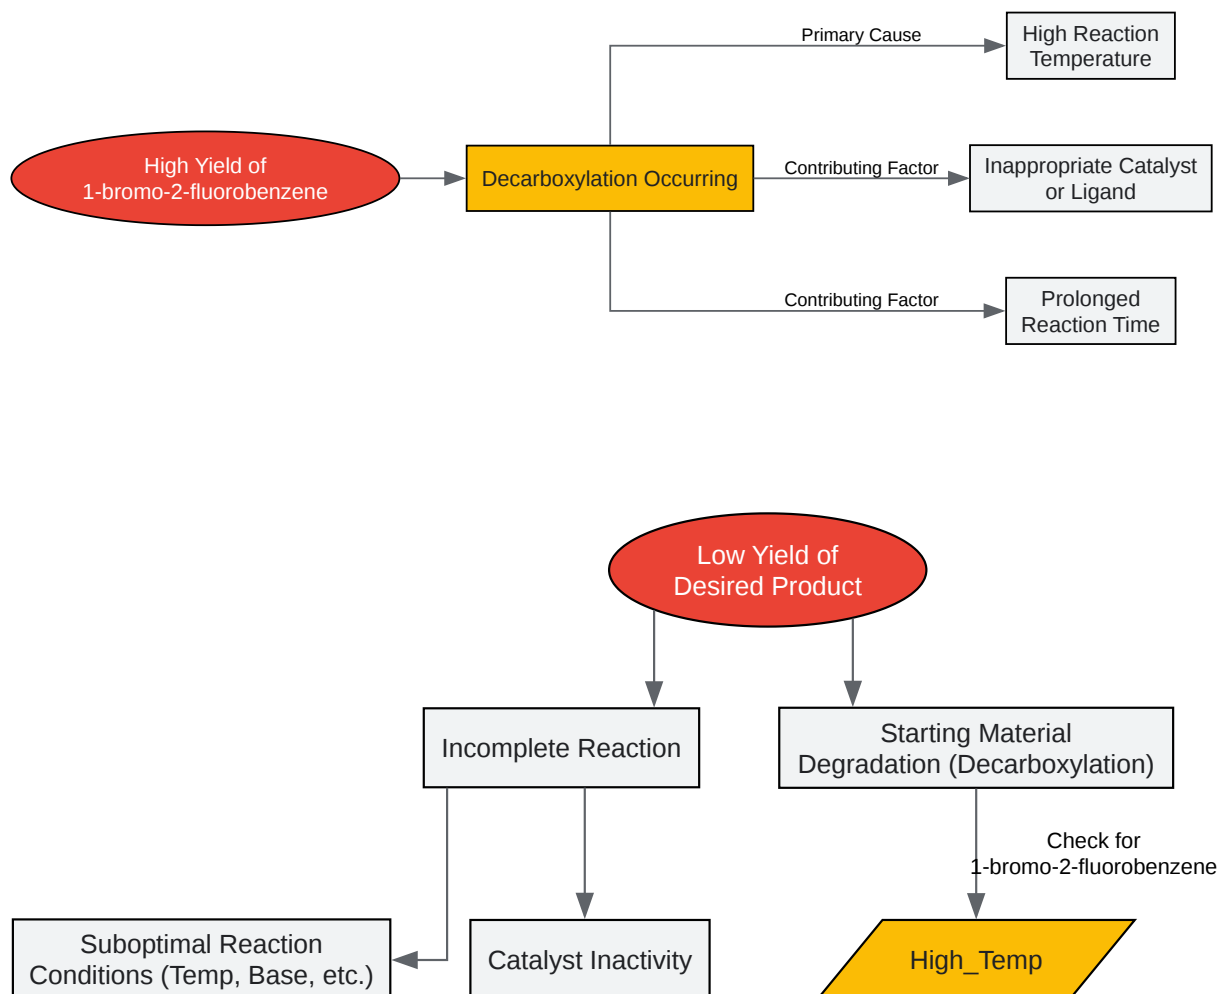 Primary Cause
High Reaction
Temperature
High Yield of
1-bromo-2-fluorobenzene
Decarboxylation Occurring
Contributing Factor
Inappropriate Catalyst
or Ligand
Contributing Factor
Prolonged
Reaction Time
Low Yield of
Desired Product
Incomplete Reaction
Starting Material
Degradation (Decarboxylation)
Check for
1-bromo-2-fluorobenzene
Suboptimal Reaction
Conditions (Temp, Base, etc.)
Catalyst Inactivity
High_Temp